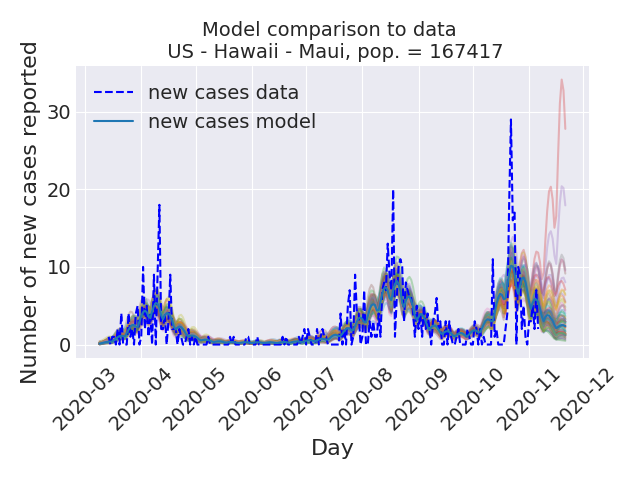 Model comparison to data
US - Hawaii - Maui, pop. = 167417
new cases data
new cases model
Number of new cases reported
30
20
10
0
2020-03
2020-04
2020-05
2020-06
2020-07
2020-08
2020-09
2020-10
2020-11
2020-12
Day